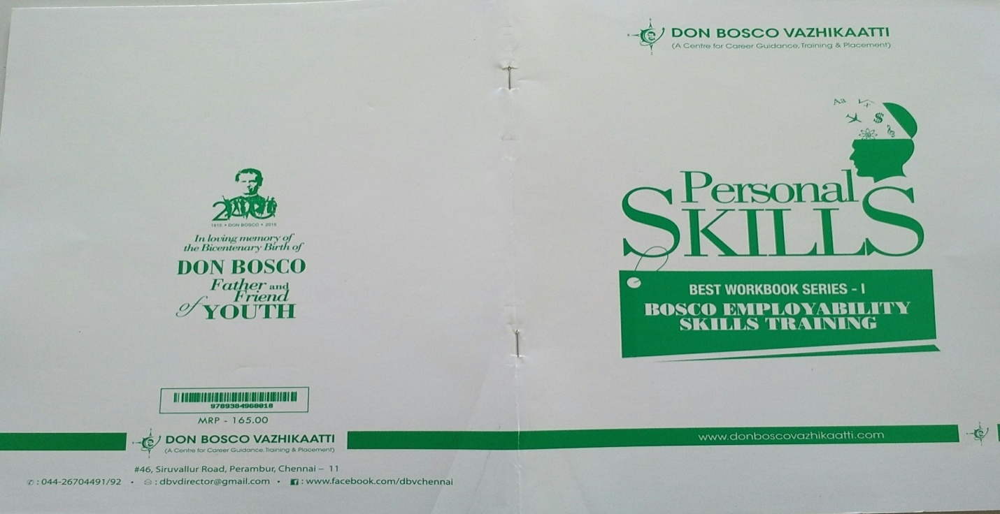 In loving memory of
the Bicentenary Birth of
DON BOSCO
Father and
Friend
of YOUTH
1815 • DON BOSCO • 2015
9789384960018
MRP - 165.00
DON BOSCO VAZHIKAATTI
(A Centre for Career Guidance, Training & Placement)
#46, Siruvallur Road, Perambur, Chennai – 11
: 044-26704491/92 • : dbvdirector@gmail.com • : www.facebook.com/dbvchennai
DON BOSCO VAZHIKAATTI
(A Centre for Career Guidance, Training & Placement)
Aa
$
Personal
SKILLS
BEST WORKBOOK SERIES - I
BOSCO EMPLOYABILITY
SKILLS TRAINING
www.donboscovazhikaatti.com